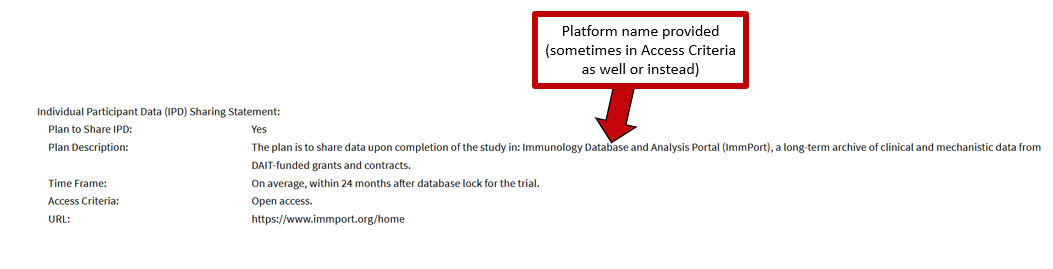 Platform name provided
(sometimes in Access Criteria
as well or instead)
Individual Participant Data (IPD) Sharing Statement:
Plan to Share IPD: Yes
Plan Description: The plan is to share data upon completion of the study in: Immunology Database and Analysis Portal (ImmPort), a long-term archive of clinical and mechanistic data from
DAIT-funded grants and contracts.
Time Frame: On average, within 24 months after database lock for the trial.
Access Criteria: Open access.
URL: https://www.immport.org/home